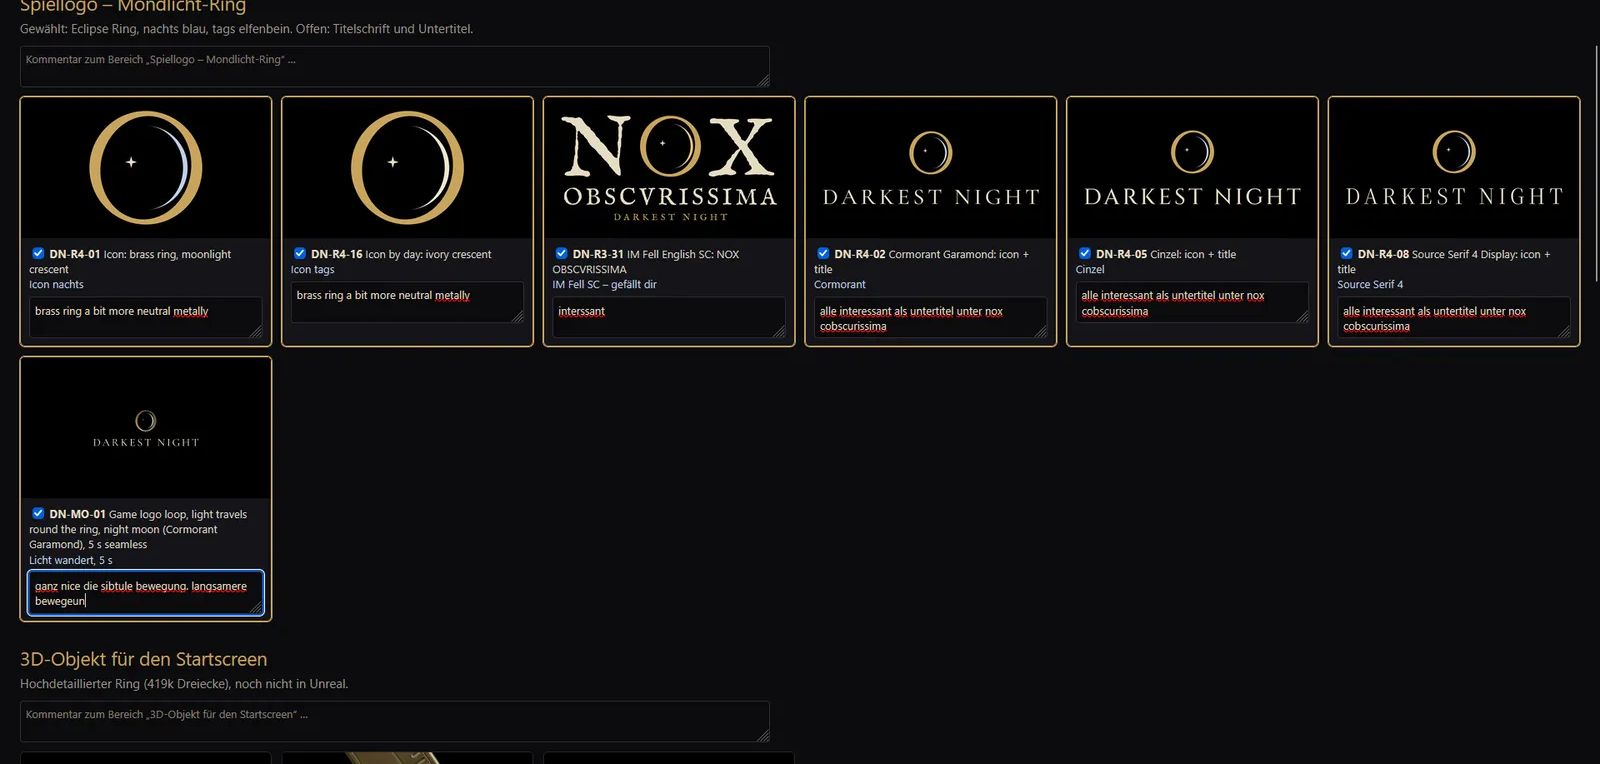 Spiellogo – Mondlicht-Ring
Gewählt: Eclipse Ring, nachts blau, tags elfenbein. Offen: Titelschrift und Untertitel.
Kommentar zum Bereich „Spiellogo – Mondlicht-Ring“ ...
DN-R4-01 Icon: brass ring, moonlight
crescent
Icon nachts
brass ring a bit more neutral metally
DN-R4-16 Icon by day: ivory crescent
Icon tags
brass ring a bit more neutral metally
NOX
OBSCVRISSIMA
DARKEST NIGHT
DN-R3-31 IM Fell English SC: NOX
OBSCVRISSIMA
IM Fell SC – gefällt dir
interssant
DARKEST NIGHT
DN-R4-02 Cormorant Garamond: icon +
title
Cormorant
alle interessant als untertitel unter nox
cobscurissima
DARKEST NIGHT
DN-R4-05 Cinzel: icon + title
Cinzel
alle interessant als untertitel unter nox
cobscurissima
DARKEST NIGHT
DN-R4-08 Source Serif 4 Display: icon +
title
Source Serif 4
alle interessant als untertitel unter nox
cobscurissima
DARKEST NIGHT
DN-MO-01 Game logo loop, light travels
round the ring, night moon (Cormorant
Garamond), 5 s seamless
Licht wandert, 5 s
ganz nice die sibtule bewegung. langsamere
bewegeun
3D-Objekt für den Startscreen
Hochdetaillierter Ring (419k Dreiecke), noch nicht in Unreal.
Kommentar zum Bereich „3D-Objekt für den Startscreen“ ...